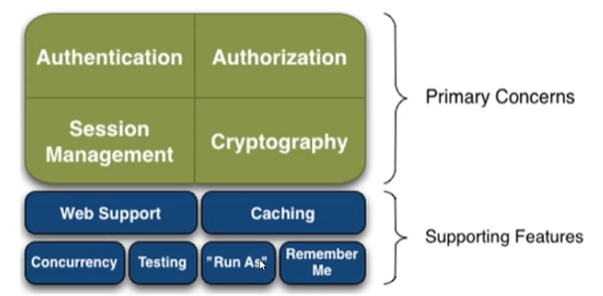 Authentication
Authorization
Session
Management
Cryptography
Primary Concerns
Web Support
Caching
Concurrency
Testing
"Run As"
Remember
Me
Supporting Features